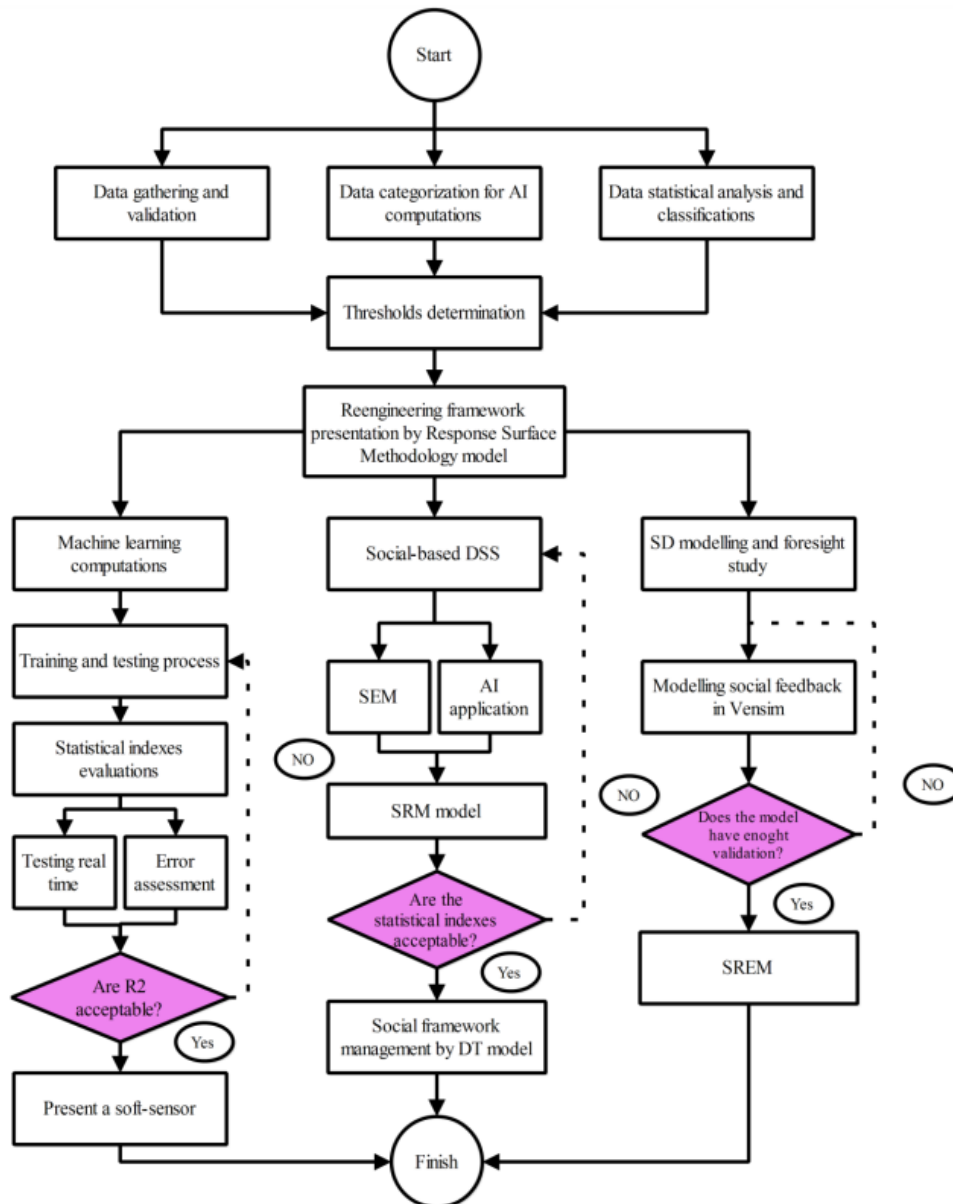 Start
Data gathering and
validation
Data categorization for AI
computations
Data statistical analysis and
classifications
Thresholds determination
Reengineering framework
presentation by Response Surface
Methodology model
Machine learning
computations
Training and testing process
Statistical indexes
evaluations
Testing real
time
Error
assessment
Are R2
acceptable?
Yes
Present a soft-sensor
NO
Social-based DSS
SEM
AI
application
SRM model
Are the
statistical indexes
acceptable?
Yes
Social framework
management by DT model
NO
SD modelling and foresight
study
Modelling social feedback
in Vensim
Does the model
have enoght
validation?
NO
Yes
SREM
Finish